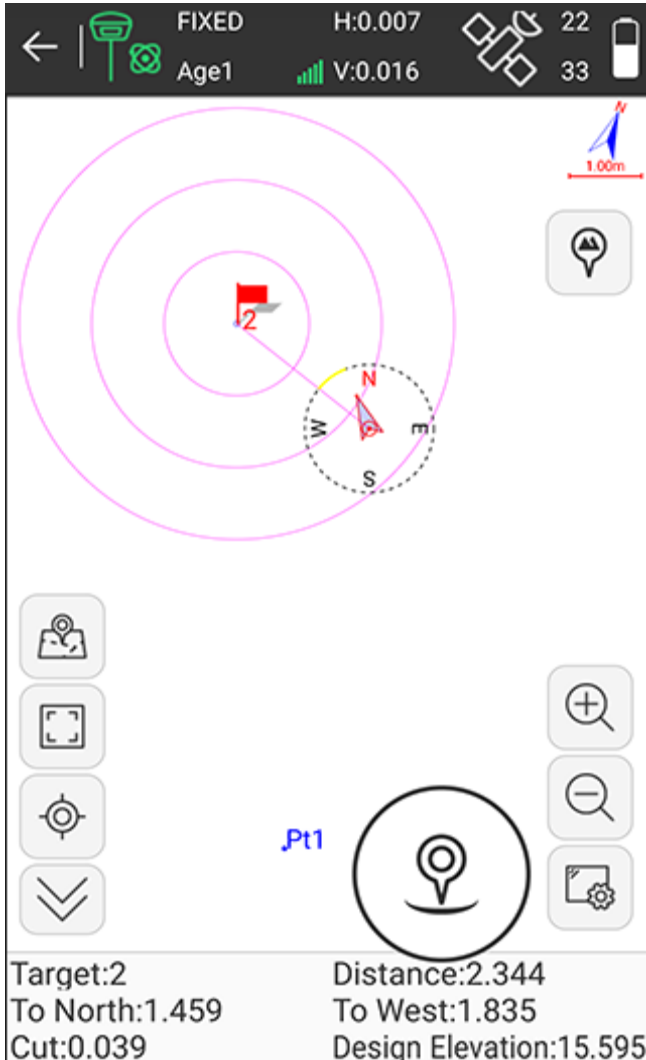 FIXED H:0.007 22
Age1 V:0.016 33
N
1.00m
2
N
W E
S
Pt1
Target:2 Distance:2.344
To North:1.459 To West:1.835
Cut:0.039 Design Elevation:15.595